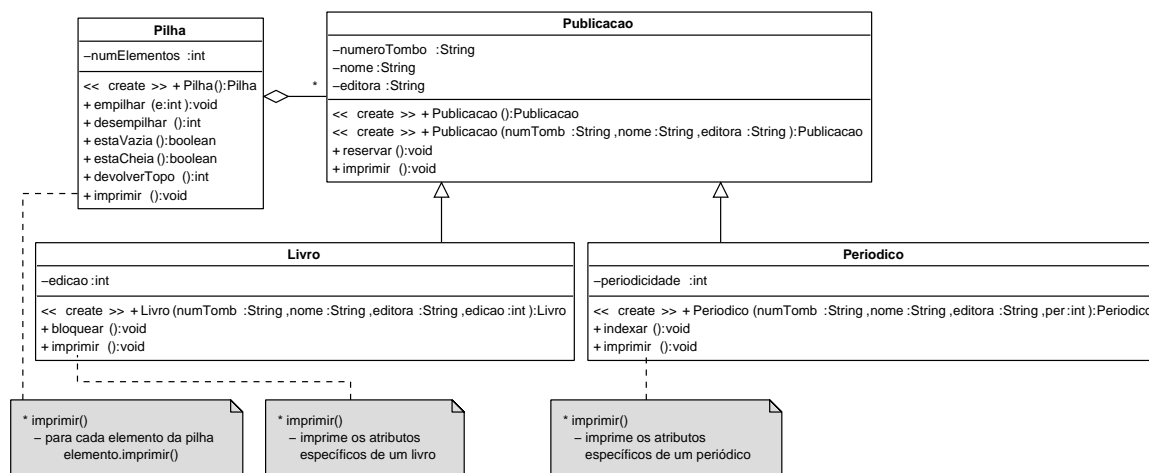 Pilha
–numElementos :int
<< create >> + Pilha():Pilha
+ empilhar (e:int ):void
+ desempilhar ():int
+ estaVazia ():boolean
+ estaCheia ():boolean
+ devolverTopo ():int
+ imprimir ():void
*
Publicacao
–numeroTombo :String
–nome :String
–editora :String
<< create >> + Publicacao ():Publicacao
<< create >> + Publicacao (numTomb :String ,nome :String ,editora :String ):Publicacao
+ reservar ():void
+ imprimir ():void
Livro
–edicao :int
<< create >> + Livro (numTomb :String ,nome :String ,editora :String ,edicao :int ):Livro
+ bloquear ():void
+ imprimir ():void
Periodico
–periodicidade :int
<< create >> + Periodico (numTomb :String ,nome :String ,editora :String ,per :int ):Periodico
+ indexar ():void
+ imprimir ():void
* imprimir()
– para cada elemento da pilha
elemento.imprimir()
* imprimir()
– imprime os atributos
específicos de um livro
* imprimir()
– imprime os atributos
específicos de um periódico